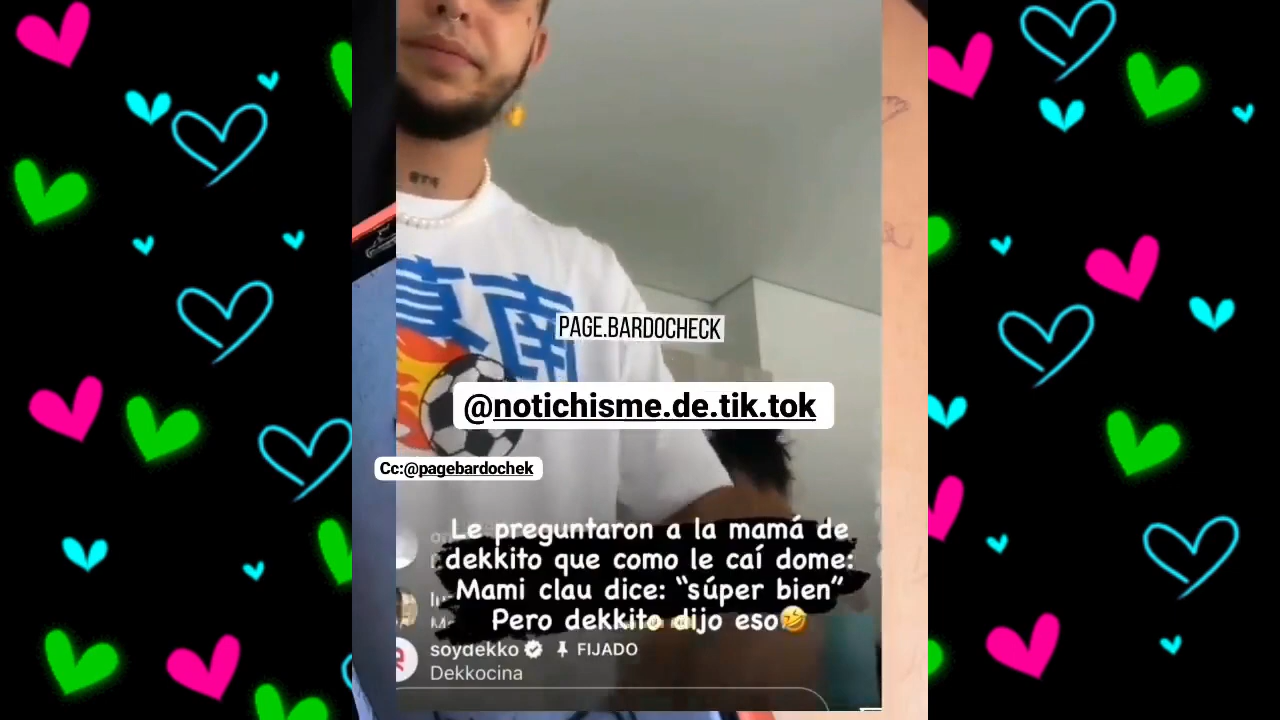 PAGE.BARDOCHECK
@notichisme.de.tik.tok
Cc:@pagebardochek
Le preguntaron a la mamá de
dekkito que como le caí dome:
Mami clau dice: “súper bien”
Pero dekkito dijo eso🤣
soydekko FIJADO
Dekkocina